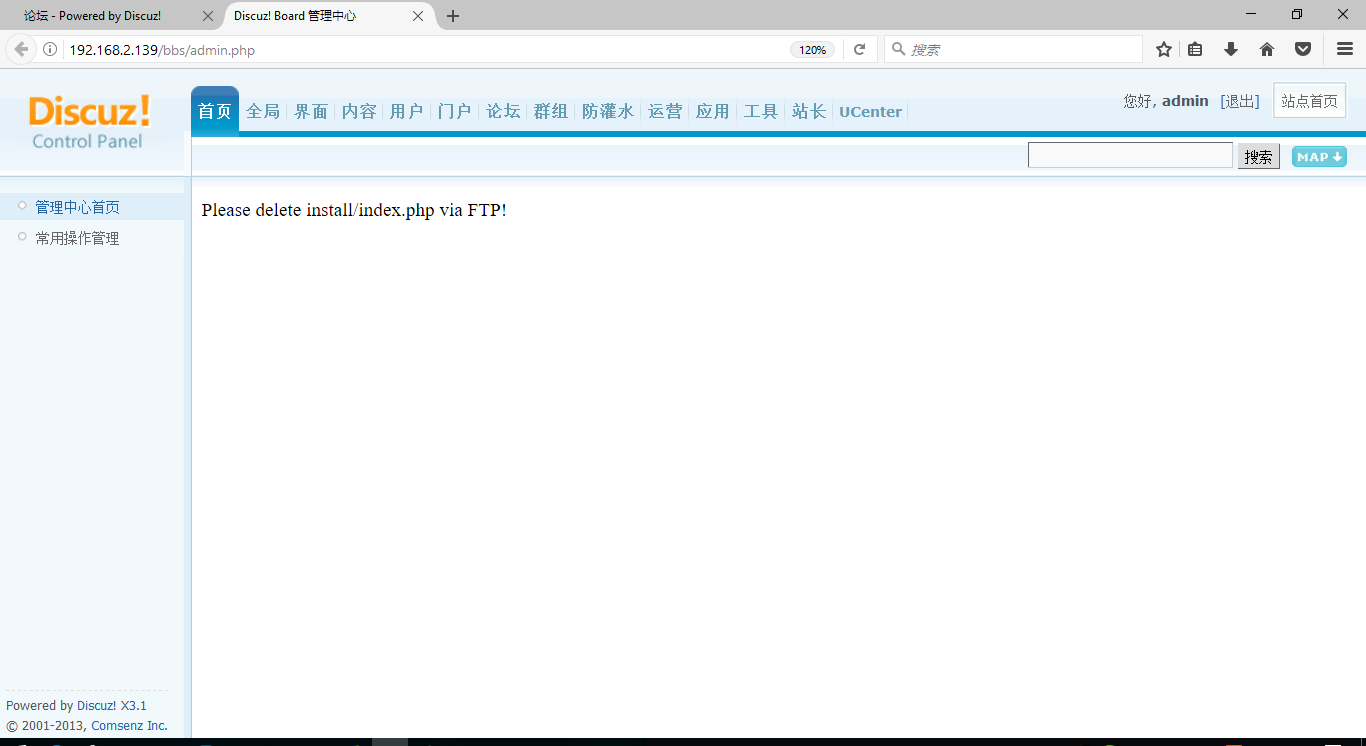 论坛 - Powered by Discuz!
Discuz! Board 管理中心
192.168.2.139/bbs/admin.php
120%
搜索
Discuz!
Control Panel
首页 全局 界面 内容 用户 门户 论坛 群组 防灌水 运营 应用 工具 站长 UCenter
您好, admin [退出] 站点首页
搜索 MAP
管理中心首页
常用操作管理
Please delete install/index.php via FTP!
Powered by Discuz! X3.1
© 2001-2013, Comsenz Inc.